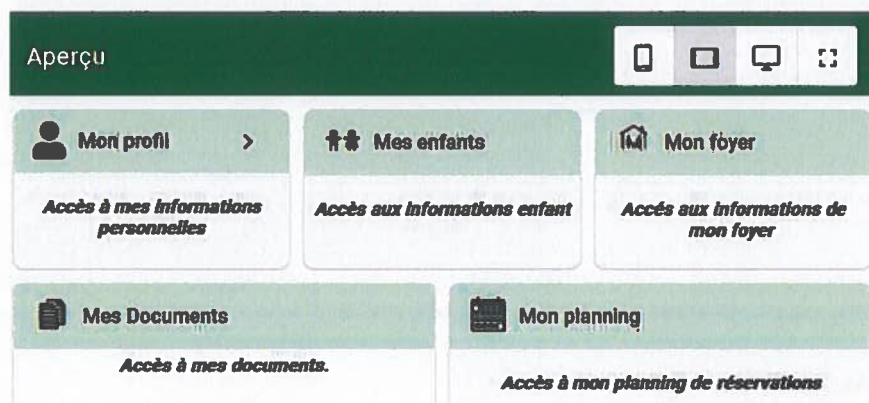 Aperçu
Mon profil
Mes enfants
Mon foyer
Accès à mes informations
personnelles
Accès aux informations enfant
Accés aux informations de
mon foyer
Mes Documents
Mon planning
Accès à mes documents.
Accès à mon planning de réservations